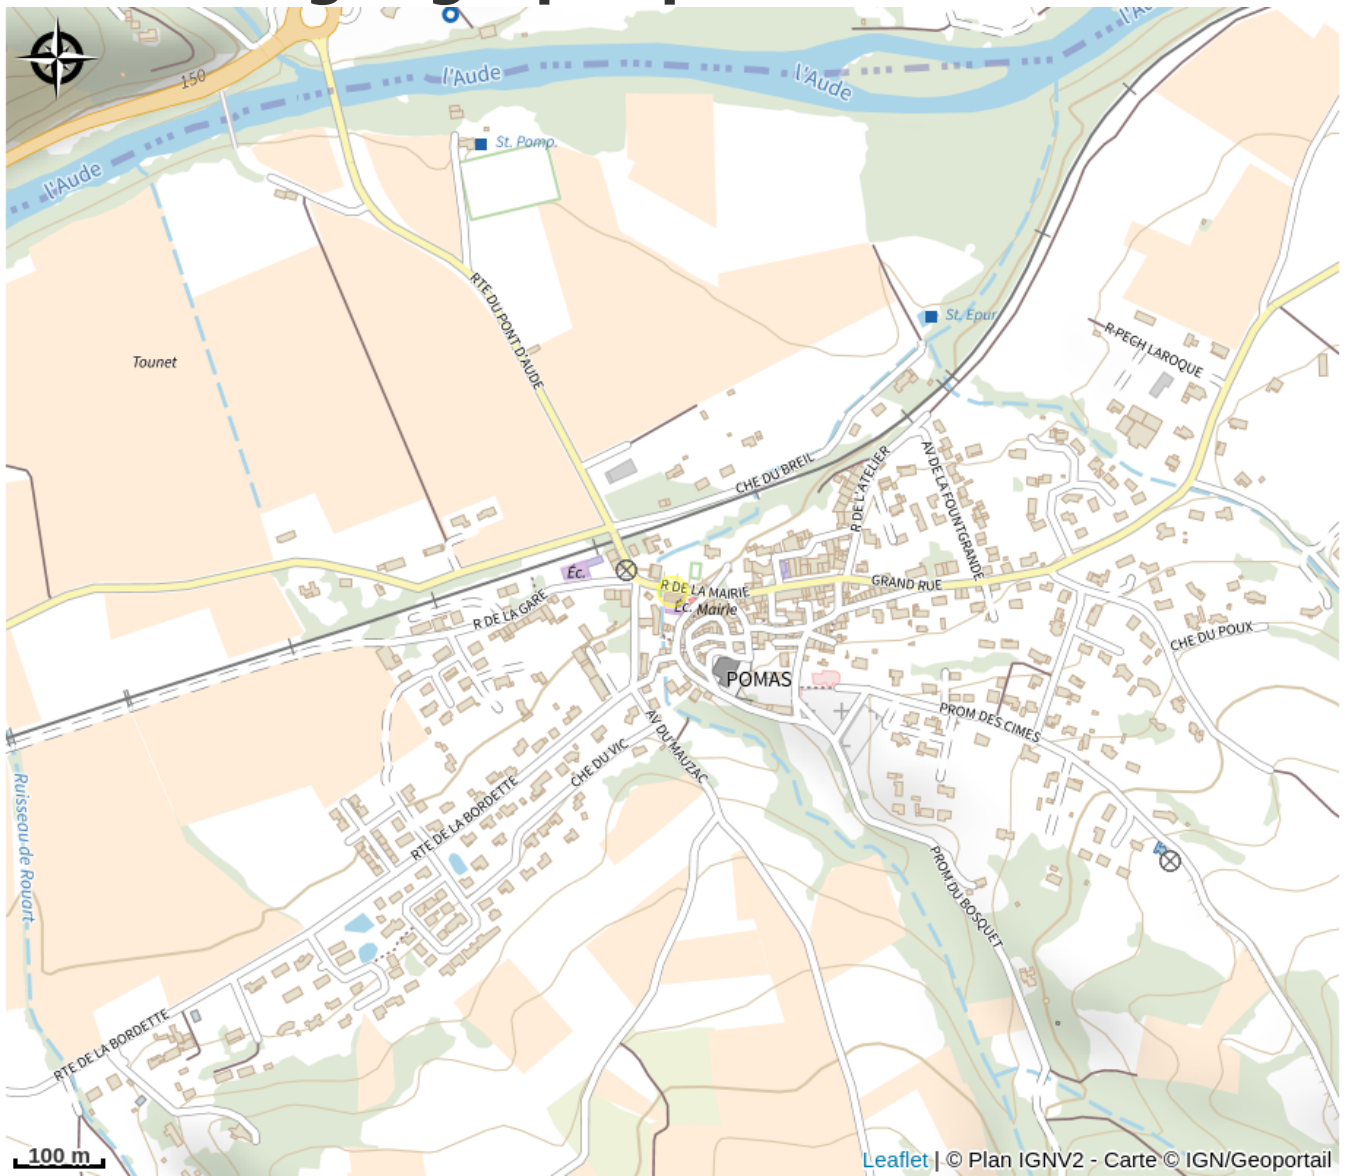 150
l'Aude
l'Aude
l'Aude
St. Pomp.
RTE DU PONT D'AUDE
St. Epur.
Tounet
R PECH LAROQUE
CHE DU BREIL
R DE L'ATELIER
AV DE LA FOUNTGRANDE
Éc.
R DE LA MAIRIE
GRAND RUE
R DE LA GARE
Éc. Mairie
CHE DU POUX
POMAS
PROM DES CIMES
AV DU MAUZAC
CHE DU VIC
RTE DE LA BORDETTE
Ruisseau de Rouart
PROM DU BOSQUET
RTE DE LA BORDETTE
100 m
Leaflet | © Plan IGNV2 - Carte © IGN/Geoportail